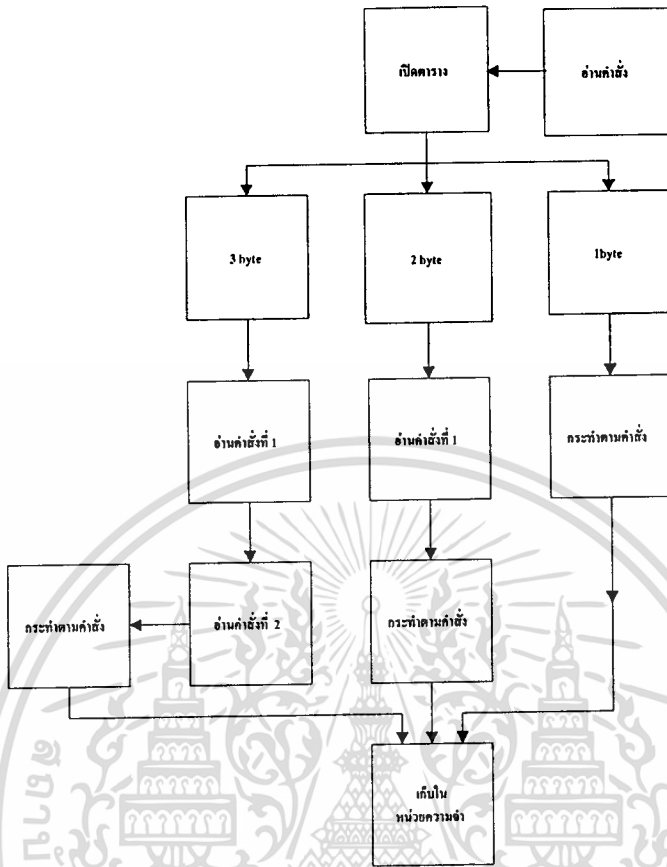 เปิดตาราง
อ่านคำสั่ง
3 byte
2 byte
1byte
อ่านคำสั่งที่ 1
อ่านคำสั่งที่ 1
กระทำตามคำสั่ง
กระทำตามคำสั่ง
อ่านคำสั่งที่ 2
กระทำตามคำสั่ง
เก็บใน
หน่วยความจำ